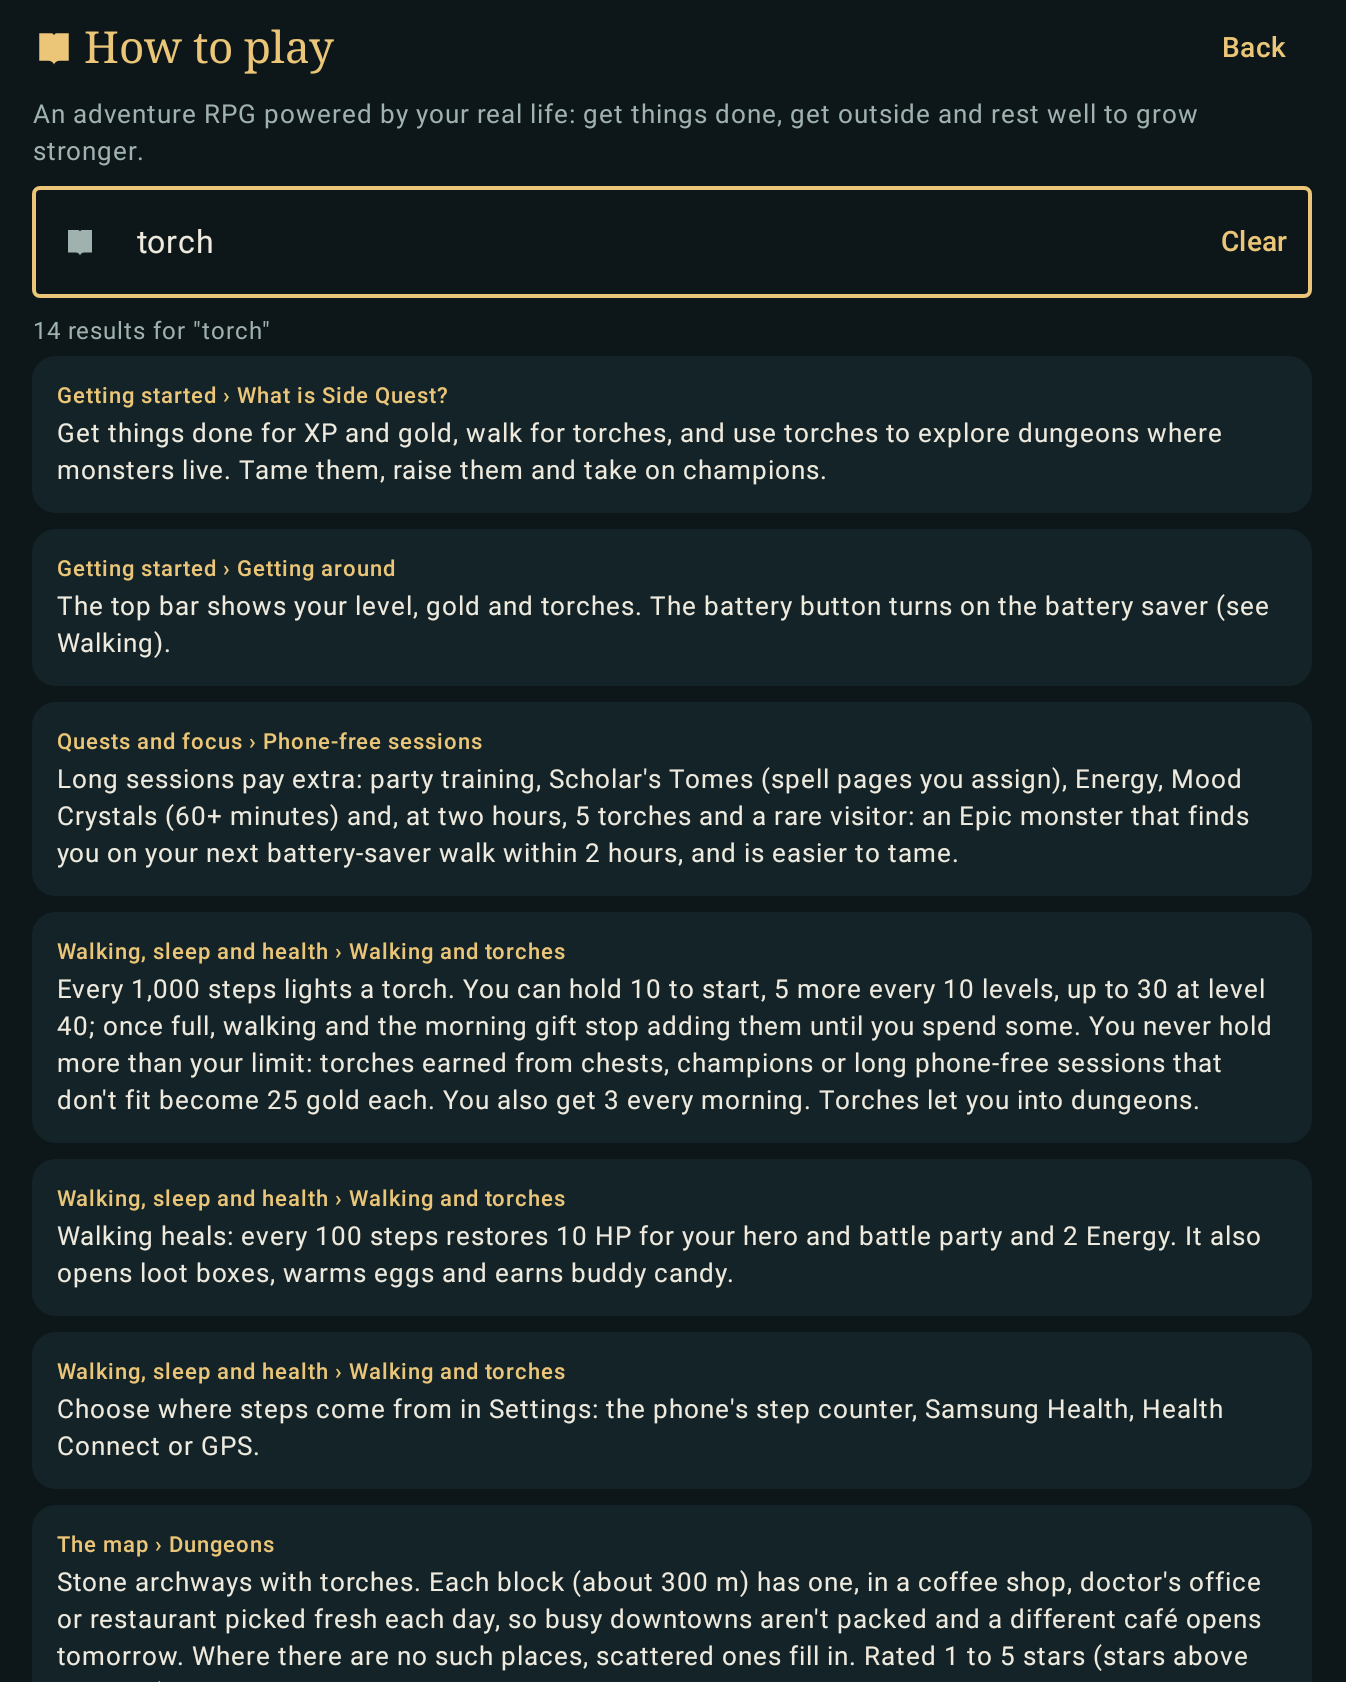 How to play
Back
An adventure RPG powered by your real life: get things done, get outside and rest well to grow
stronger.
torch
Clear
14 results for "torch"
Getting started › What is Side Quest?
Get things done for XP and gold, walk for torches, and use torches to explore dungeons where
monsters live. Tame them, raise them and take on champions.
Getting started › Getting around
The top bar shows your level, gold and torches. The battery button turns on the battery saver (see
Walking).
Quests and focus › Phone-free sessions
Long sessions pay extra: party training, Scholar's Tomes (spell pages you assign), Energy, Mood
Crystals (60+ minutes) and, at two hours, 5 torches and a rare visitor: an Epic monster that finds
you on your next battery-saver walk within 2 hours, and is easier to tame.
Walking, sleep and health › Walking and torches
Every 1,000 steps lights a torch. You can hold 10 to start, 5 more every 10 levels, up to 30 at level
40; once full, walking and the morning gift stop adding them until you spend some. You never hold
more than your limit: torches earned from chests, champions or long phone-free sessions that
don't fit become 25 gold each. You also get 3 every morning. Torches let you into dungeons.
Walking, sleep and health › Walking and torches
Walking heals: every 100 steps restores 10 HP for your hero and battle party and 2 Energy. It also
opens loot boxes, warms eggs and earns buddy candy.
Walking, sleep and health › Walking and torches
Choose where steps come from in Settings: the phone's step counter, Samsung Health, Health
Connect or GPS.
The map › Dungeons
Stone archways with torches. Each block (about 300 m) has one, in a coffee shop, doctor's office
or restaurant picked fresh each day, so busy downtowns aren't packed and a different café opens
tomorrow. Where there are no such places, scattered ones fill in. Rated 1 to 5 stars (stars above